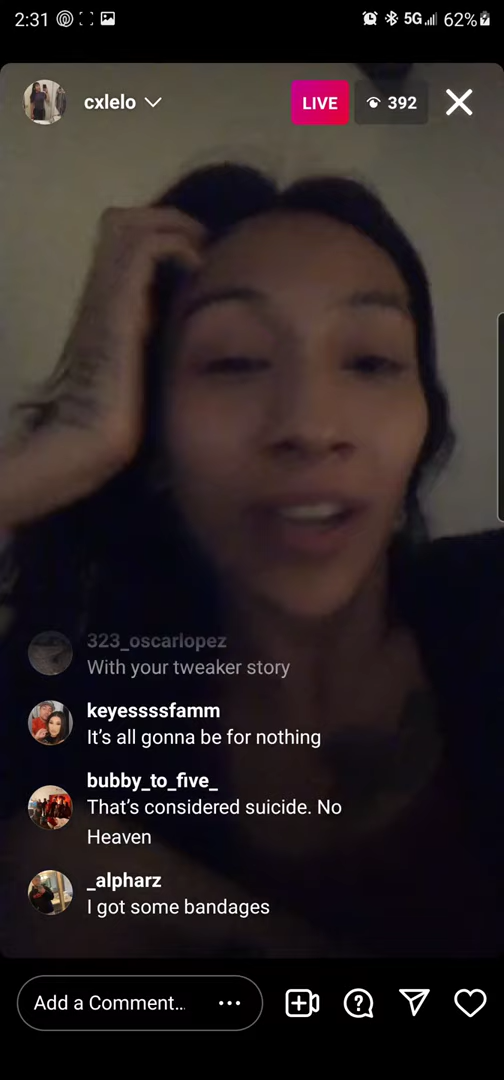 2:31
5G 62%
cxlelo
LIVE
392
323_oscarlopez
With your tweaker story
keyessssfamm
It's all gonna be for nothing
bubby_to_five_
That's considered suicide. No
Heaven
_alpharz
I got some bandages
Add a Comment...